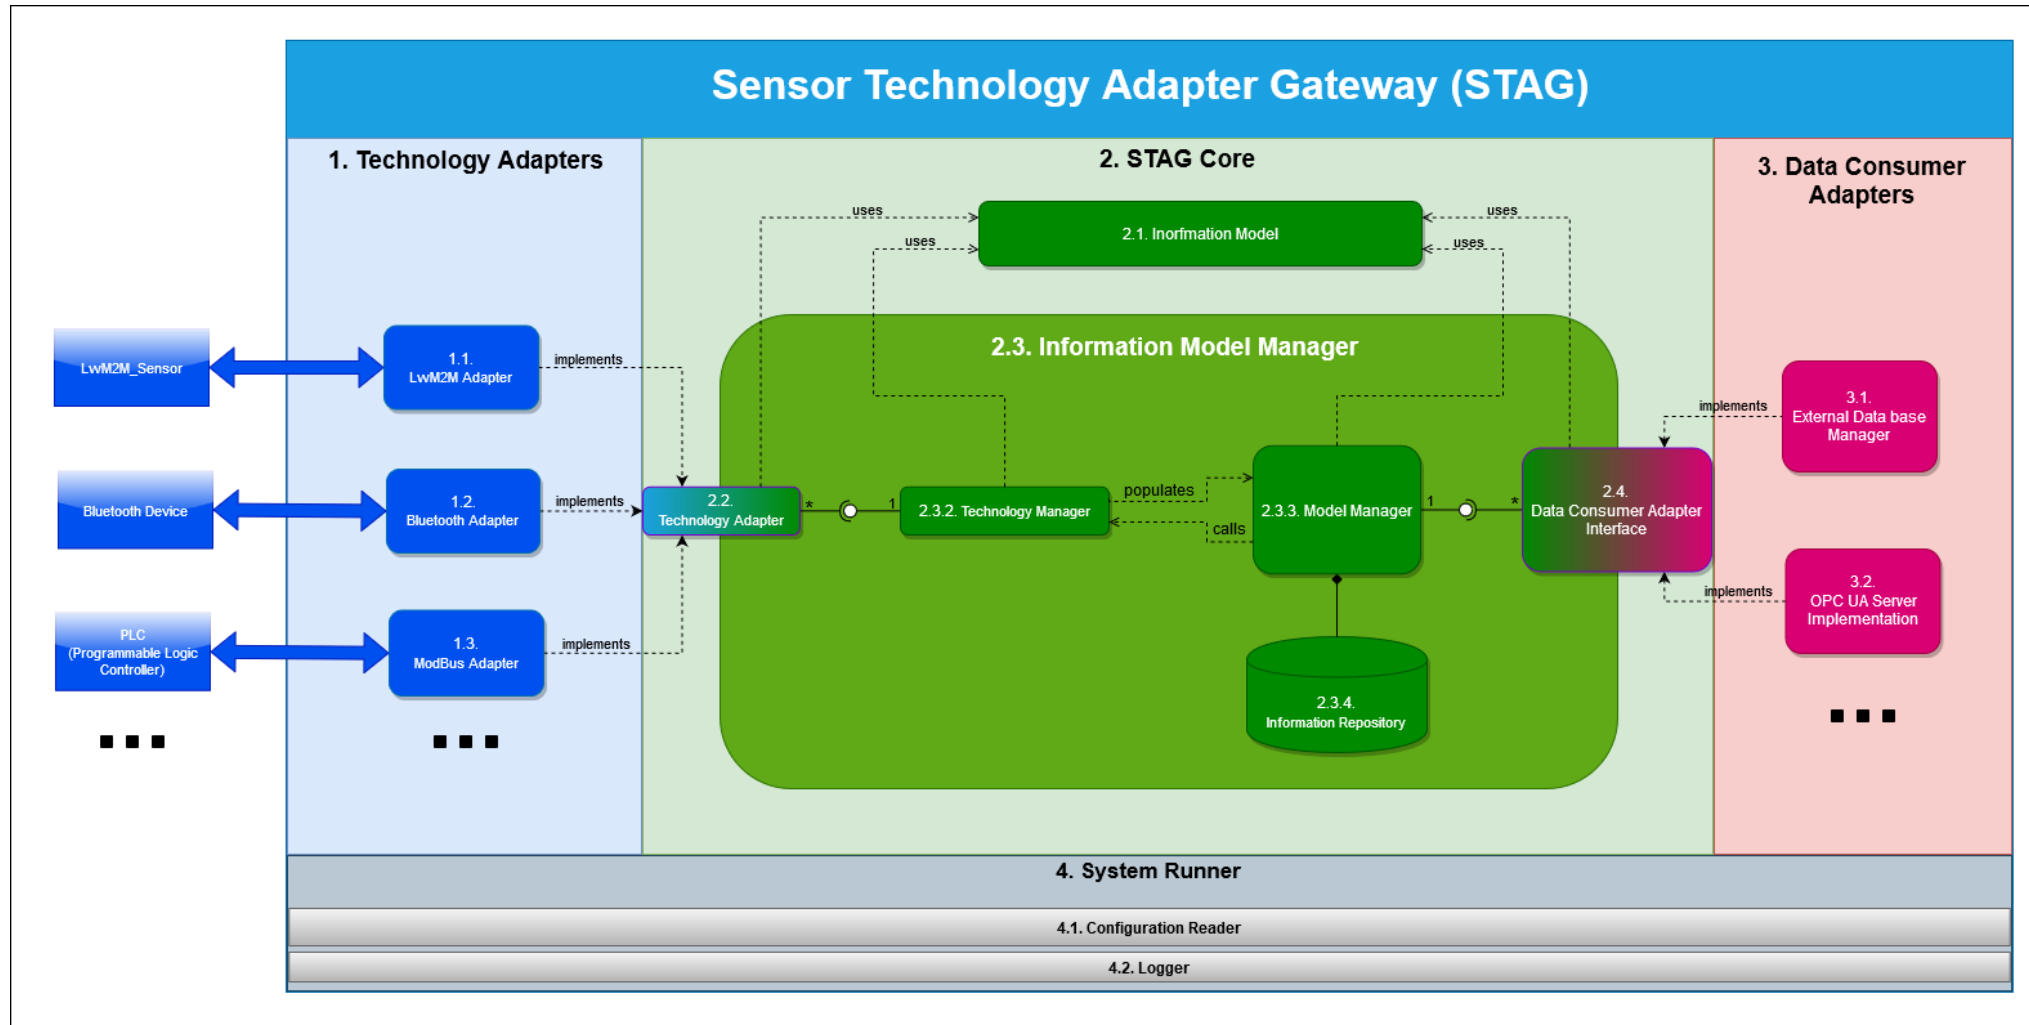 Sensor Technology Adapter Gateway (STAG)
1. Technology Adapters
2. STAG Core
3. Data Consumer
Adapters
uses
uses
2.1. Inorfmation Model
uses
uses
2.3. Information Model Manager
LwM2M_Sensor
1.1.
LwM2M Adapter
implements
Bluetooth Device
1.2.
Bluetooth Adapter
implements
PLC
(Programmable Logic
Controller)
1.3.
ModBus Adapter
implements
2.2.
Technology Adapter
*
1
2.3.2. Technology Manager
populates
calls
2.3.3. Model Manager
1
*
2.4.
Data Consumer Adapter
Interface
2.3.4.
Information Repository
implements
3.1.
External Data base
Manager
implements
3.2.
OPC UA Server
Implementation
4. System Runner
4.1. Configuration Reader
4.2. Logger